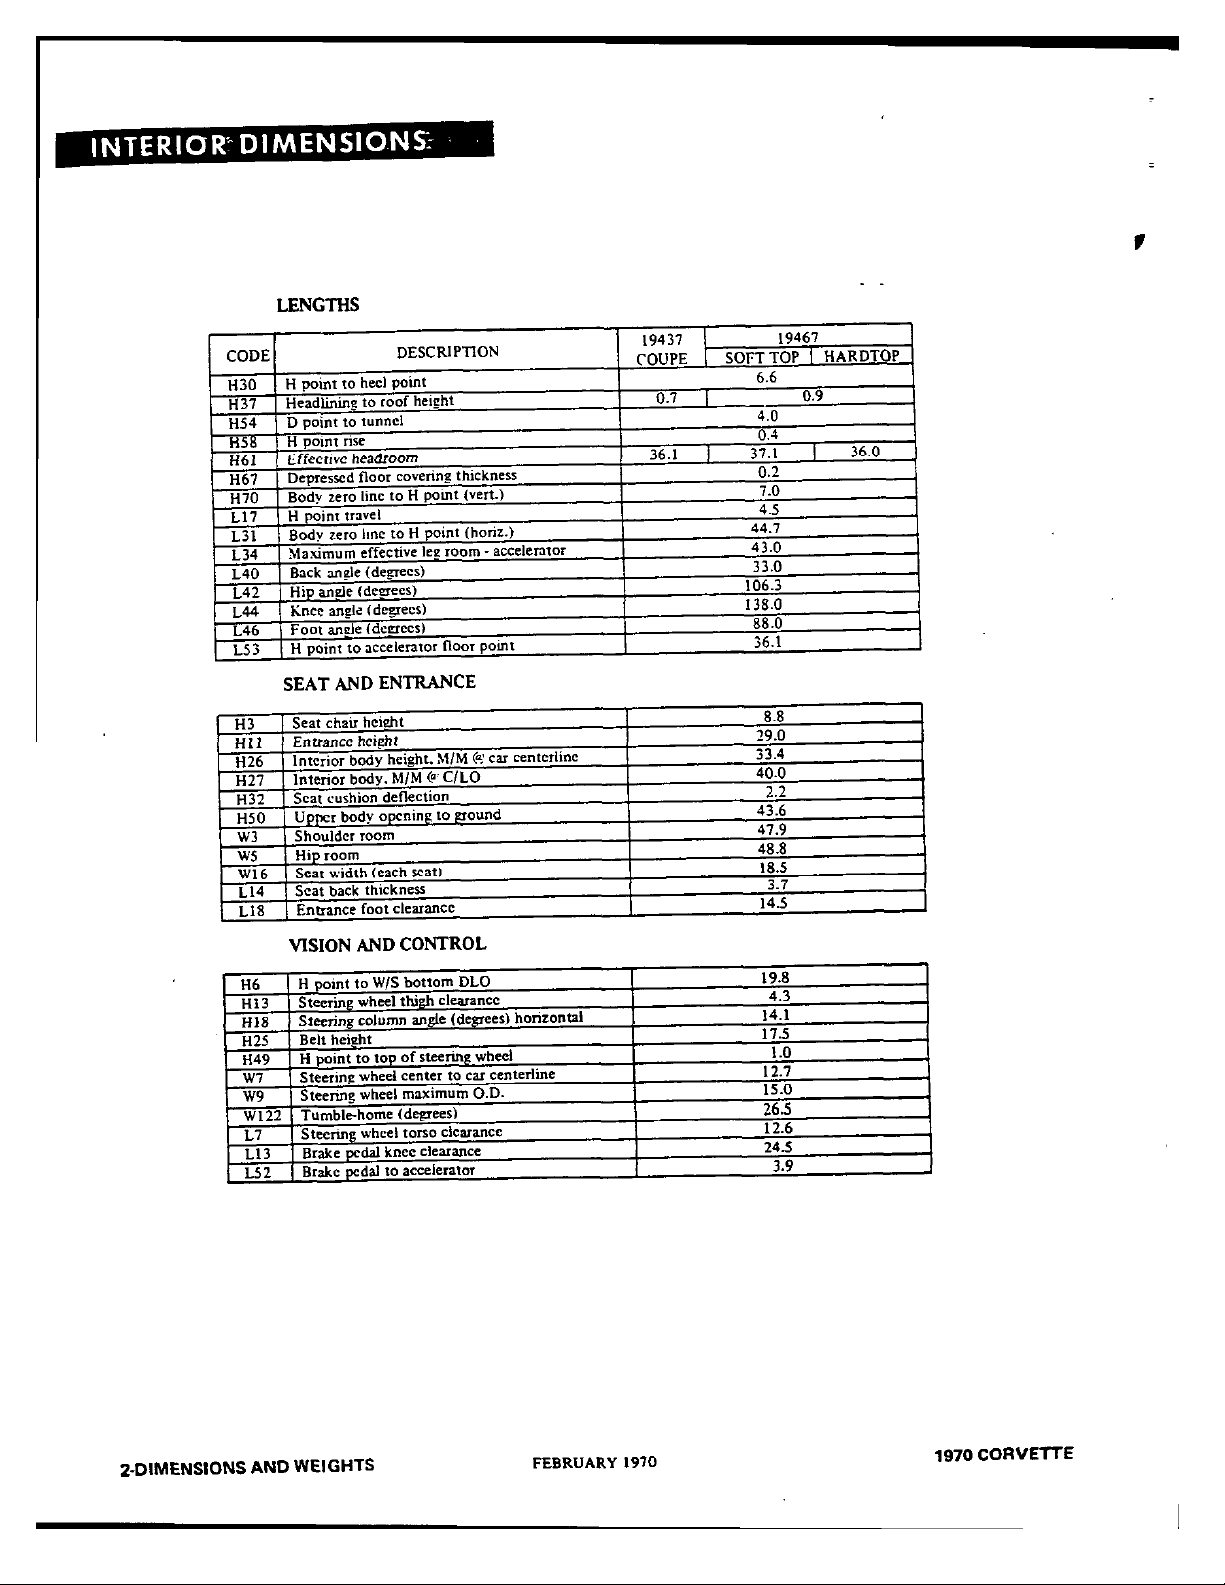 INTERIOR DIMENSIONS
LENGTHS
CODE DESCRIPTION 19437 COUPE 19467
SOFT TOP HARDTOP
H30 H point to heel point 6.6
H37 Headlining to roof height 0.7 0.9
H54 D point to tunnel 4.0
H58 H point rise 0.4
H61 Effective headroom 36.1 37.1 36.0
H67 Depressed floor covering thickness 0.2
H70 Body zero line to H point (vert.) 7.0
L17 H point travel 4.5
L31 Body zero line to H point (horiz.) 44.7
L34 Maximum effective leg room - accelerator 43.0
L40 Back angle (degrees) 33.0
L42 Hip angle (degrees) 106.3
L44 Knee angle (degrees) 138.0
L46 Foot angle (degrees) 88.0
L53 H point to accelerator floor point 36.1
SEAT AND ENTRANCE
H3 Seat chair height 8.8
H11 Entrance height 29.0
H26 Interior body height, M/M @ car centerline 33.4
H27 Interior body, M/M @ C/LO 40.0
H32 Seat cushion deflection 2.2
H50 Upper body opening to ground 43.6
W3 Shoulder room 47.9
W5 Hip room 48.8
W16 Seat width (each seat) 18.5
L14 Seat back thickness 3.7
L18 Entrance foot clearance 14.5
VISION AND CONTROL
H6 H point to W/S bottom DLO 19.8
H13 Steering wheel thigh clearance 4.3
H18 Steering column angle (degrees) horizontal 14.1
H25 Belt height 17.5
H49 H point to top of steering wheel 1.0
W7 Steering wheel center to car centerline 12.7
W9 Steering wheel maximum O.D. 15.0
W122 Tumble-home (degrees) 26.5
L7 Steering wheel torso clearance 12.6
L13 Brake pedal knee clearance 24.5
L52 Brake pedal to accelerator 3.9
2-DIMENSIONS AND WEIGHTS FEBRUARY 1970 1970 CORVETTE